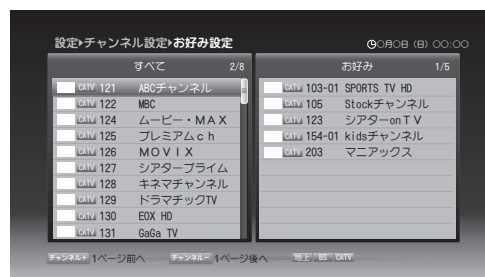 設定▶チャンネル設定▶お好み設定
○月○日 (日) ○○:○○
すべて 2/8
CATV 121 ABCチャンネル
CATV 122 MBC
CATV 124 ムービー・MAX
CATV 125 プレミアムch
CATV 126 MOVIX
CATV 127 シアタープライム
CATV 128 キネマチャンネル
CATV 129 ドラマチックTV
CATV 130 EOX HD
CATV 131 GaGa TV
お好み 1/5
CATV 103-01 SPORTS TV HD
CATV 105 Stockチャンネル
CATV 123 シアターonTV
CATV 154-01 kidsチャンネル
CATV 203 マニアックス
チャンネル+ 1ページ前へ チャンネル− 1ページ後へ 地上 BS CATV